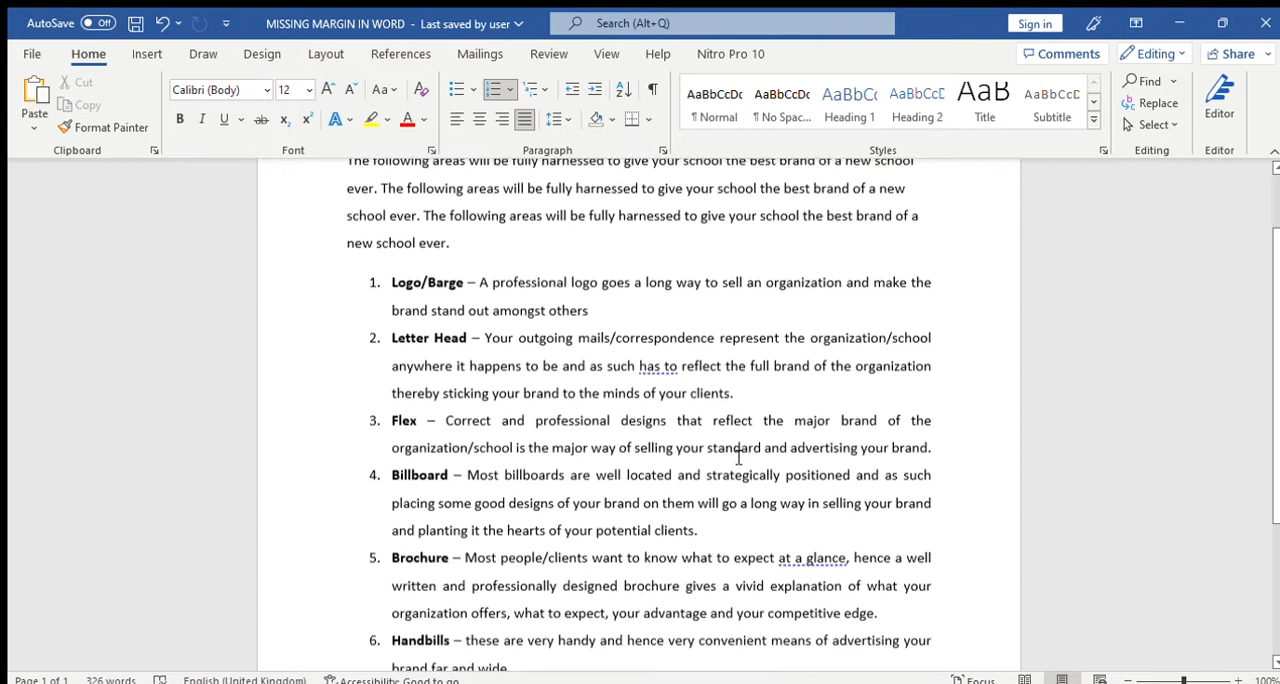 AutoSave Off MISSING MARGIN IN WORD - Last saved by user Search (Alt+Q) Sign in
File Home Insert Draw Design Layout References Mailings Review View Help Nitro Pro 10 Comments Editing Share
Paste Cut Copy Format Painter
Calibri (Body) 12 Aa
AaBbCcDc AaBbCcDc AaBbCc AaBbCcD AaB AaBbCcD
¶ Normal ¶ No Spac... Heading 1 Heading 2 Title Subtitle
Find Replace Select Editor
Clipboard Font Paragraph Styles Editing Editor
The following areas will be fully harnessed to give your school the best brand of a new school
ever. The following areas will be fully harnessed to give your school the best brand of a new
school ever. The following areas will be fully harnessed to give your school the best brand of a
new school ever.
1. Logo/Barge – A professional logo goes a long way to sell an organization and make the
brand stand out amongst others
2. Letter Head – Your outgoing mails/correspondence represent the organization/school
anywhere it happens to be and as such has to reflect the full brand of the organization
thereby sticking your brand to the minds of your clients.
3. Flex – Correct and professional designs that reflect the major brand of the
organization/school is the major way of selling your standard and advertising your brand.
4. Billboard – Most billboards are well located and strategically positioned and as such
placing some good designs of your brand on them will go a long way in selling your brand
and planting it the hearts of your potential clients.
5. Brochure – Most people/clients want to know what to expect at a glance, hence a well
written and professionally designed brochure gives a vivid explanation of what your
organization offers, what to expect, your advantage and your competitive edge.
6. Handbills – these are very handy and hence very convenient means of advertising your
brand far and wide
Page 1 of 1 326 words English (United Kingdom) Accessibility: Good to go Focus 100%